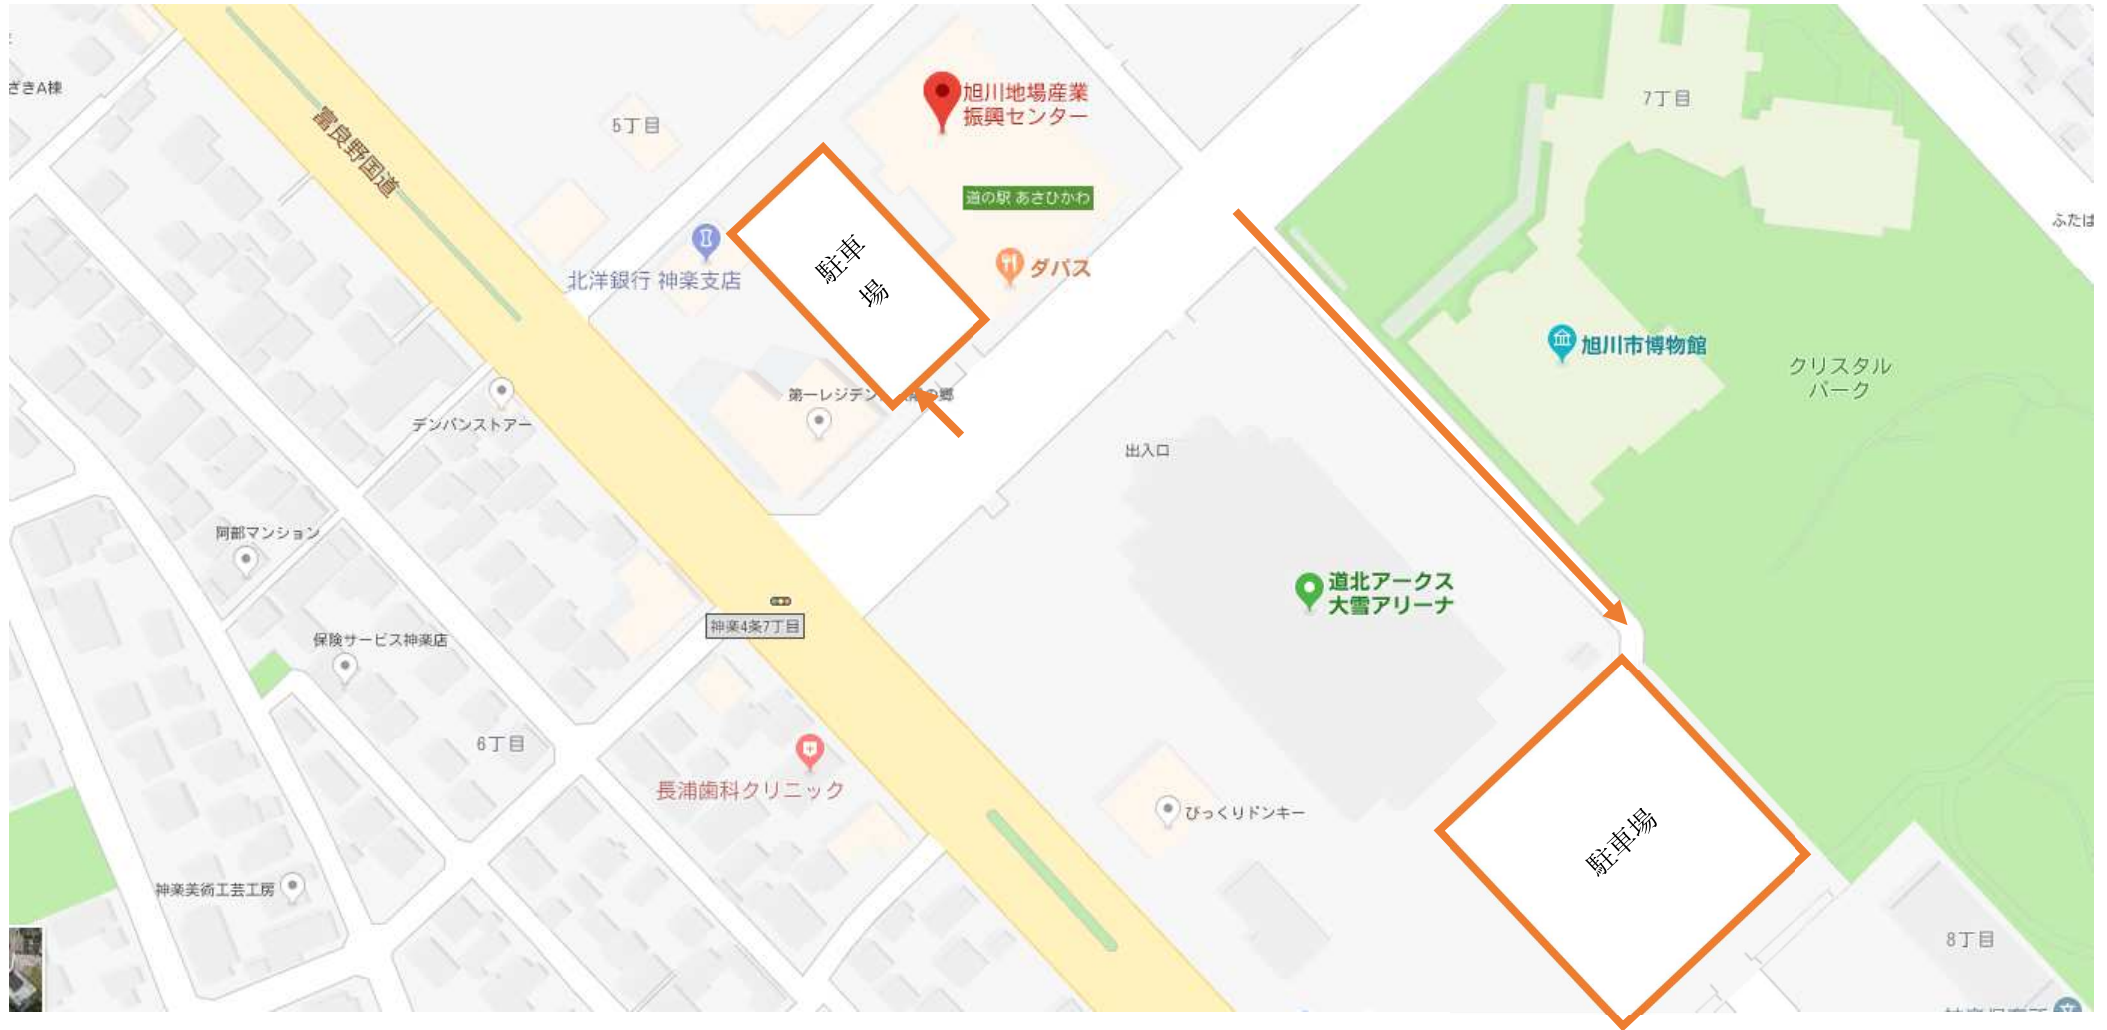 ざきA棟
富良野国道
5丁目
旭川地場産業
振興センター
7丁目
道の駅 あさひかわ
ふたは
北洋銀行 神楽支店
駐車
場
ダパス
旭川市博物館
クリスタル
パーク
第一レジデン
の郷
デンパンストアー
出入口
阿部マンション
道北アークス
大雪アリーナ
神楽4条7丁目
保険サービス神楽店
6丁目
長浦歯科クリニック
びっくりドンキー
駐車場
神楽美術工芸工房
8丁目